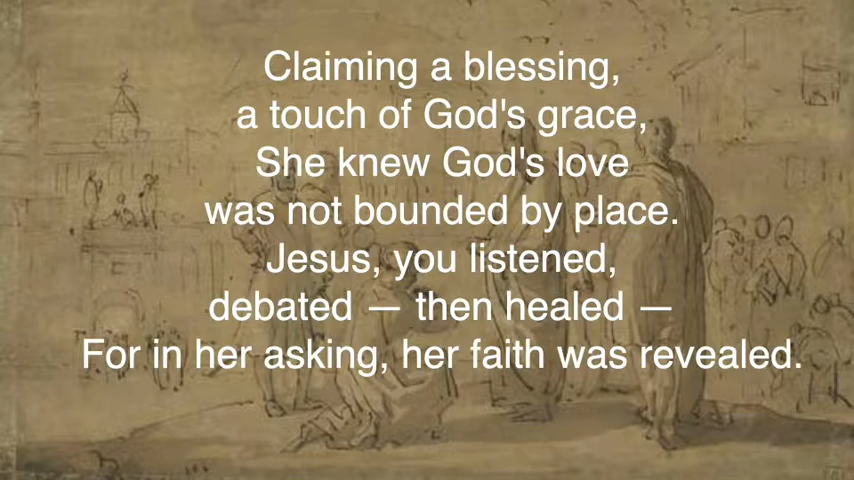 Claiming a blessing,
a touch of God's grace,
She knew God's love
was not bounded by place.
Jesus, you listened,
debated — then healed —
For in her asking, her faith was revealed.